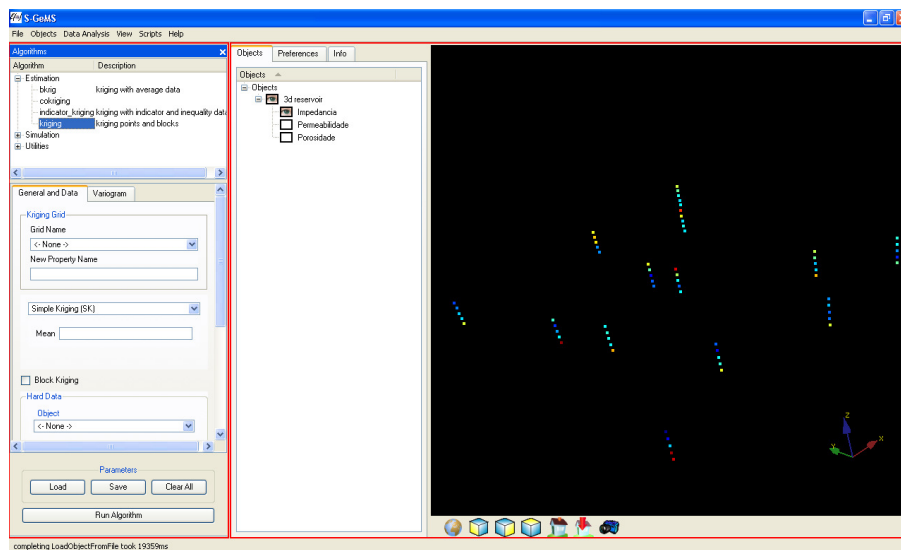 S-GeMS
File Objects Data Analysis View Scripts Help
Algorithms
Algorithm Description
Estimation
bkrig kriging with average data
cokriging
indicator_kriging kriging with indicator and inequality data
kriging kriging points and blocks
Simulation
Utilities
General and Data Variogram
Kriging Grid
Grid Name
<- None ->
New Property Name
Simple Kriging (SK)
Mean
Block Kriging
Hard Data
Object
<- None ->
Parameters
Load Save Clear All
Run Algorithm
Objects Preferences Info
Objects
Objects
3d reservoir
Impedancia
Permeabilidade
Porosidade
Z
Y X
completing LoadObjectFromFile took 19359ms